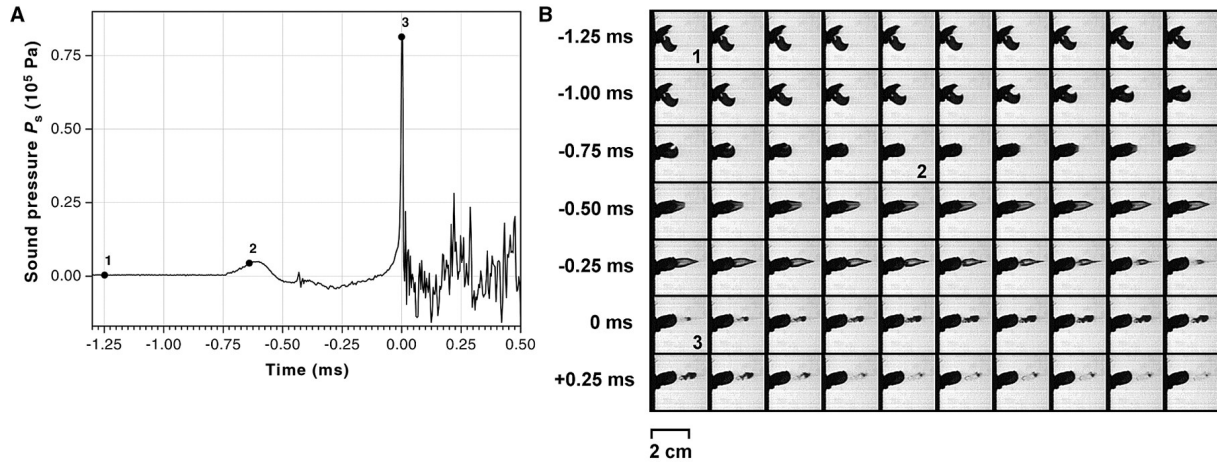 A
Sound pressure Ps (10⁵ Pa)
0.75
0.50
0.25
0.00
1
2
3
-1.25
-1.00
-0.75
-0.50
-0.25
0.00
0.25
0.50
Time (ms)
B
-1.25 ms
1
-1.00 ms
-0.75 ms
2
-0.50 ms
-0.25 ms
0 ms
3
+0.25 ms
2 cm